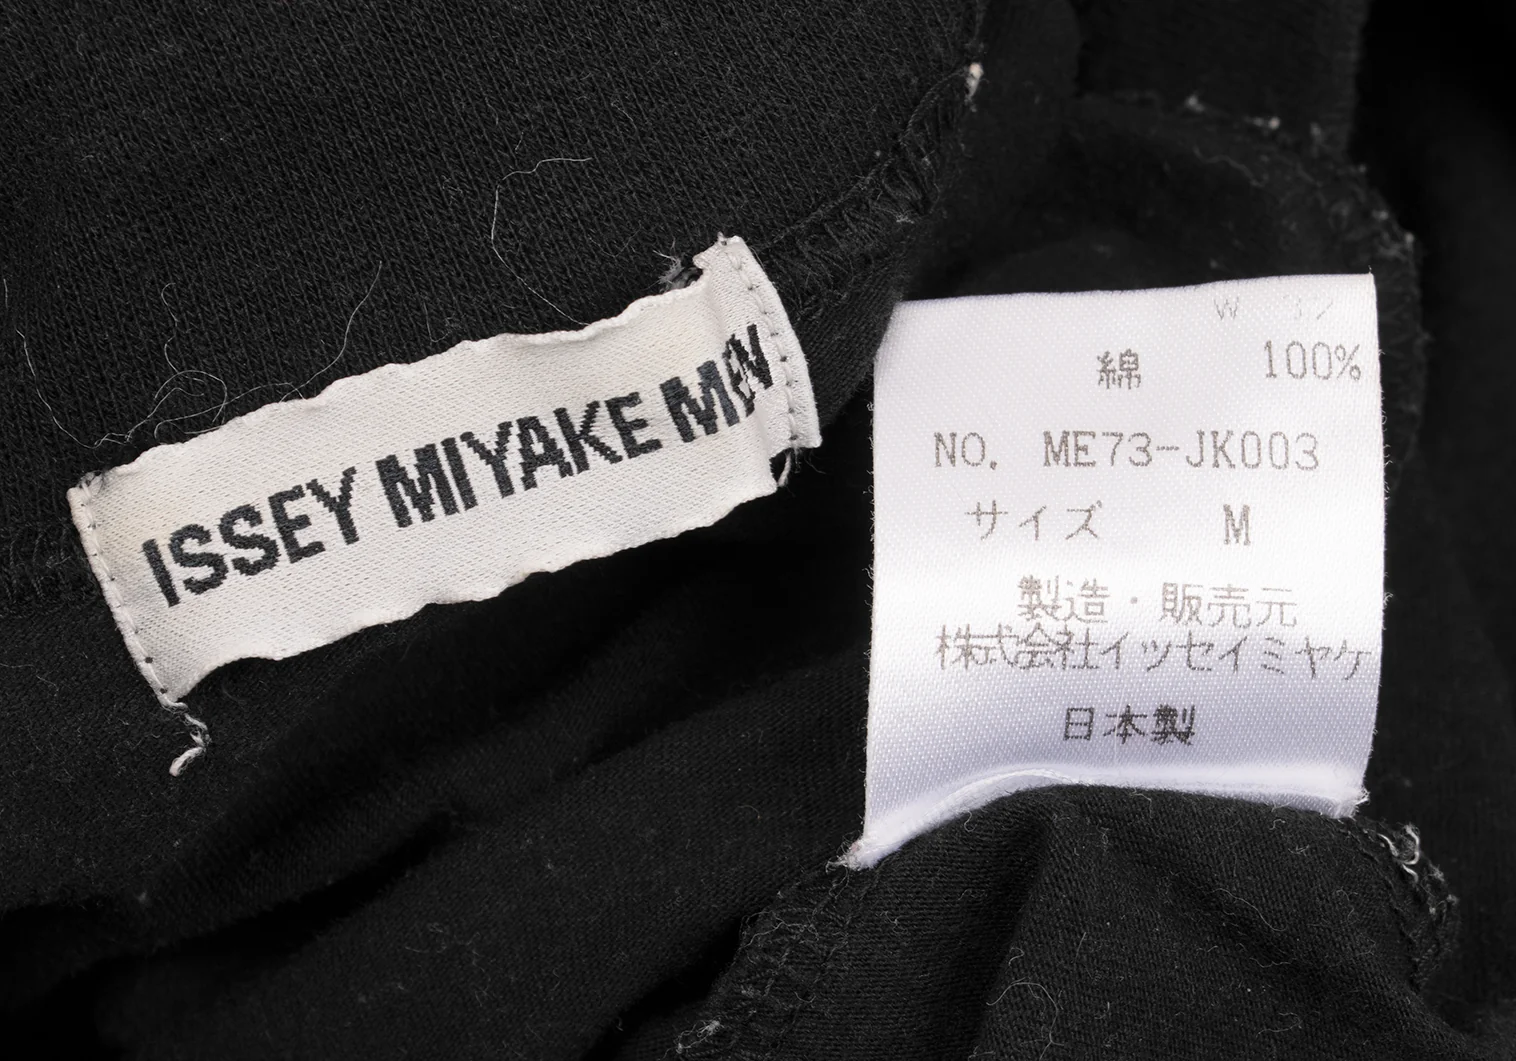 ISSEY MIYAKE MEN
W 32
綿 100%
NO. ME73-JK003
サイズ M
製造・販売元
株式会社イッセイミヤケ
日本製